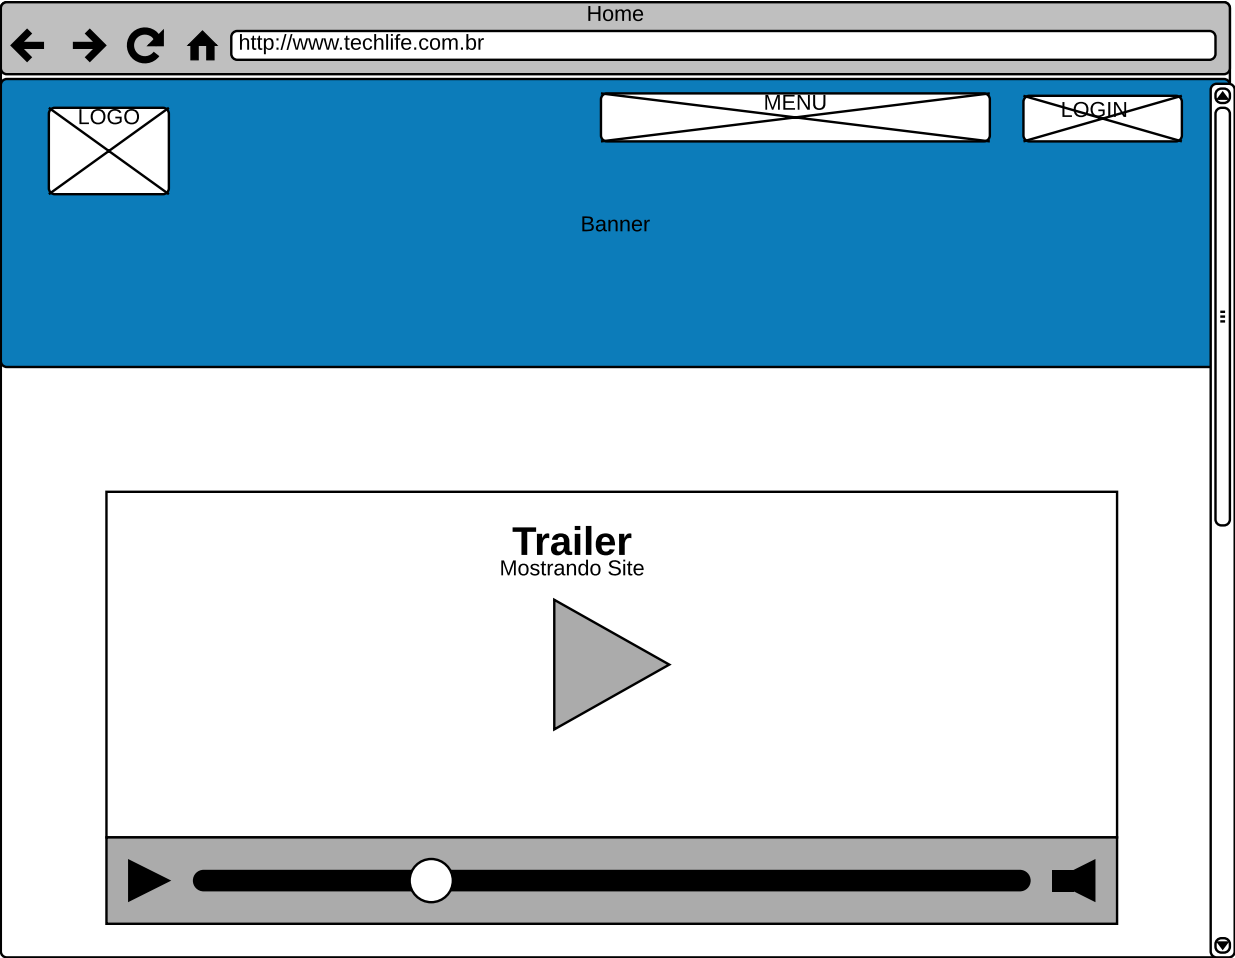 Home
http://www.techlife.com.br
LOGO
MENU
LOGIN
Banner
Trailer
Mostrando Site